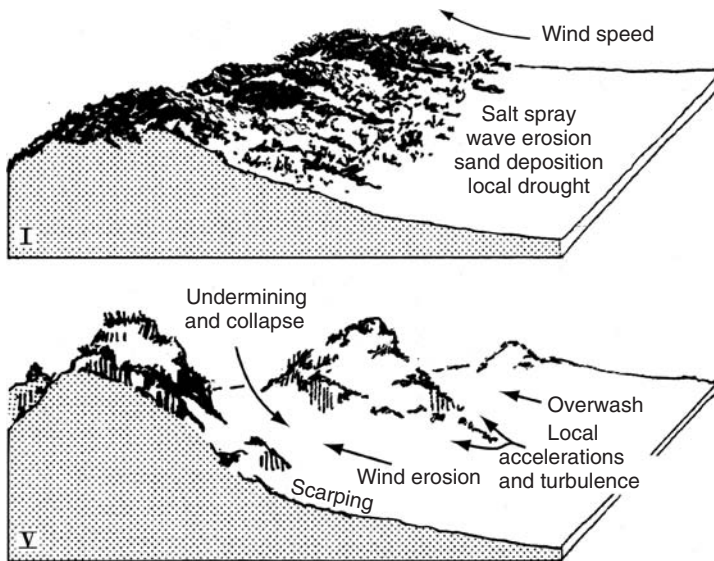 Wind speed
Salt spray
wave erosion
sand deposition
local drought
I
Undermining
and collapse
Overwash
Local
accelerations
and turbulence
Wind erosion
Scarping
V